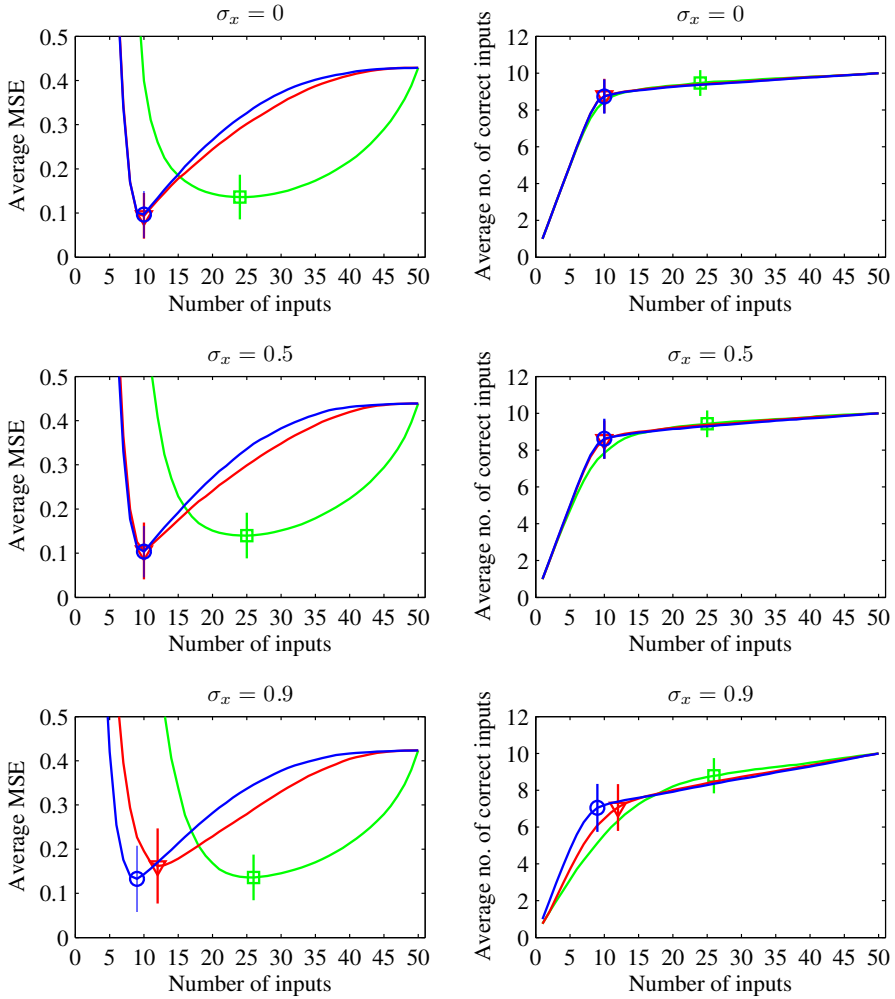 σx = 0
0.5
0.4
0.3
0.2
0.1
0
Average MSE
0 5 10 15 20 25 30 35 40 45 50
Number of inputs
σx = 0
12
10
8
6
4
2
0
Average no. of correct inputs
0 5 10 15 20 25 30 35 40 45 50
Number of inputs
σx = 0.5
0.5
0.4
0.3
0.2
0.1
0
Average MSE
0 5 10 15 20 25 30 35 40 45 50
Number of inputs
σx = 0.5
12
10
8
6
4
2
0
Average no. of correct inputs
0 5 10 15 20 25 30 35 40 45 50
Number of inputs
σx = 0.9
0.5
0.4
0.3
0.2
0.1
0
Average MSE
0 5 10 15 20 25 30 35 40 45 50
Number of inputs
σx = 0.9
12
10
8
6
4
2
0
Average no. of correct inputs
0 5 10 15 20 25 30 35 40 45 50
Number of inputs